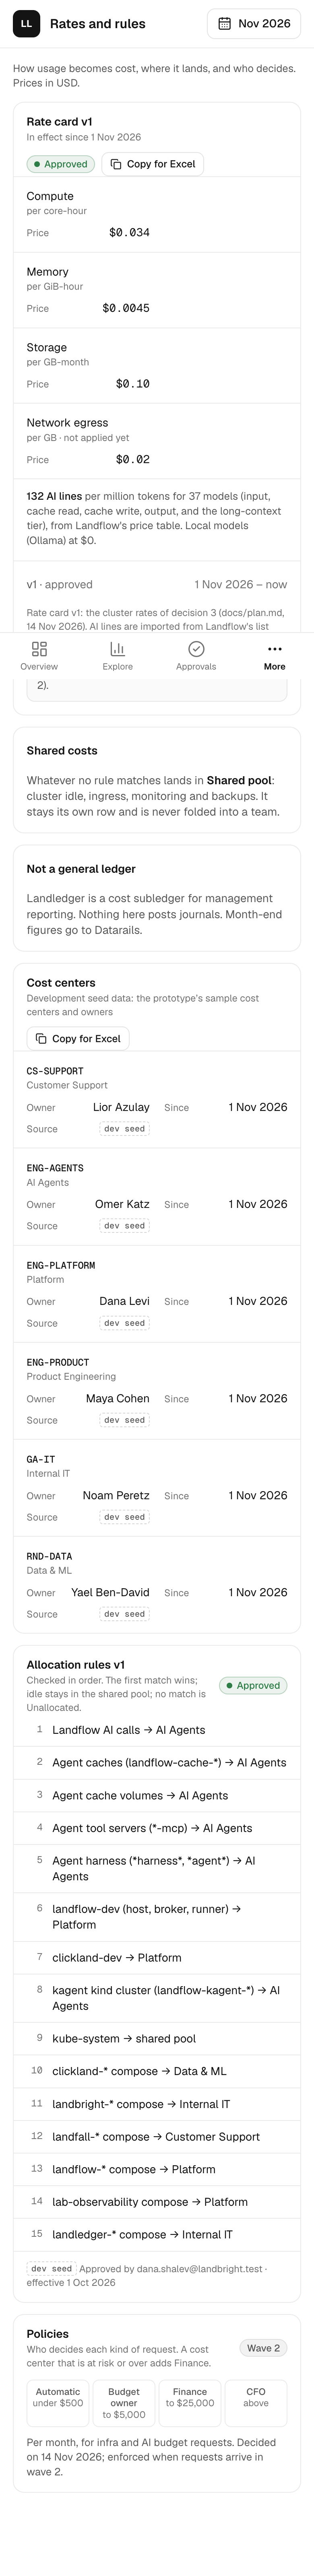 LL Rates and rules Nov 2026
How usage becomes cost, where it lands, and who decides.
Prices in USD.
Rate card v1
In effect since 1 Nov 2026
Approved Copy for Excel
Compute
per core-hour
Price $0.034
Memory
per GiB-hour
Price $0.0045
Storage
per GB-month
Price $0.10
Network egress
per GB · not applied yet
Price $0.02
132 AI lines per million tokens for 37 models (input,
cache read, cache write, output, and the long-context
tier), from Landflow's price table. Local models
(Ollama) at $0.
v1 · approved 1 Nov 2026 – now
Rate card v1: the cluster rates of decision 3 (docs/plan.md,
14 Nov 2026). AI lines are imported from Landflow's list
Overview Explore Approvals More
2).
Shared costs
Whatever no rule matches lands in Shared pool:
cluster idle, ingress, monitoring and backups. It
stays its own row and is never folded into a team.
Not a general ledger
Landledger is a cost subledger for management
reporting. Nothing here posts journals. Month-end
figures go to Datarails.
Cost centers
Development seed data: the prototype's sample cost
centers and owners
Copy for Excel
CS-SUPPORT
Customer Support
Owner Lior Azulay Since 1 Nov 2026
Source dev seed
ENG-AGENTS
AI Agents
Owner Omer Katz Since 1 Nov 2026
Source dev seed
ENG-PLATFORM
Platform
Owner Dana Levi Since 1 Nov 2026
Source dev seed
ENG-PRODUCT
Product Engineering
Owner Maya Cohen Since 1 Nov 2026
Source dev seed
GA-IT
Internal IT
Owner Noam Peretz Since 1 Nov 2026
Source dev seed
RND-DATA
Data & ML
Owner Yael Ben-David Since 1 Nov 2026
Source dev seed
Allocation rules v1
Checked in order. The first match wins;
idle stays in the shared pool; no match is
Unallocated.
Approved
1 Landflow AI calls → AI Agents
2 Agent caches (landflow-cache-*) → AI Agents
3 Agent cache volumes → AI Agents
4 Agent tool servers (*-mcp) → AI Agents
5 Agent harness (*harness*, *agent*) → AI
Agents
6 landflow-dev (host, broker, runner) →
Platform
7 clickland-dev → Platform
8 kagent kind cluster (landflow-kagent-*) → AI
Agents
9 kube-system → shared pool
10 clickland-* compose → Data & ML
11 landbright-* compose → Internal IT
12 landfall-* compose → Customer Support
13 landflow-* compose → Platform
14 lab-observability compose → Platform
15 landledger-* compose → Internal IT
dev seed Approved by dana.shalev@landbright.test ·
effective 1 Oct 2026
Policies
Who decides each kind of request. A cost
center that is at risk or over adds Finance.
Wave 2
Automatic
under $500
Budget
owner
to $5,000
Finance
to $25,000
CFO
above
Per month, for infra and AI budget requests. Decided
on 14 Nov 2026; enforced when requests arrive in
wave 2.